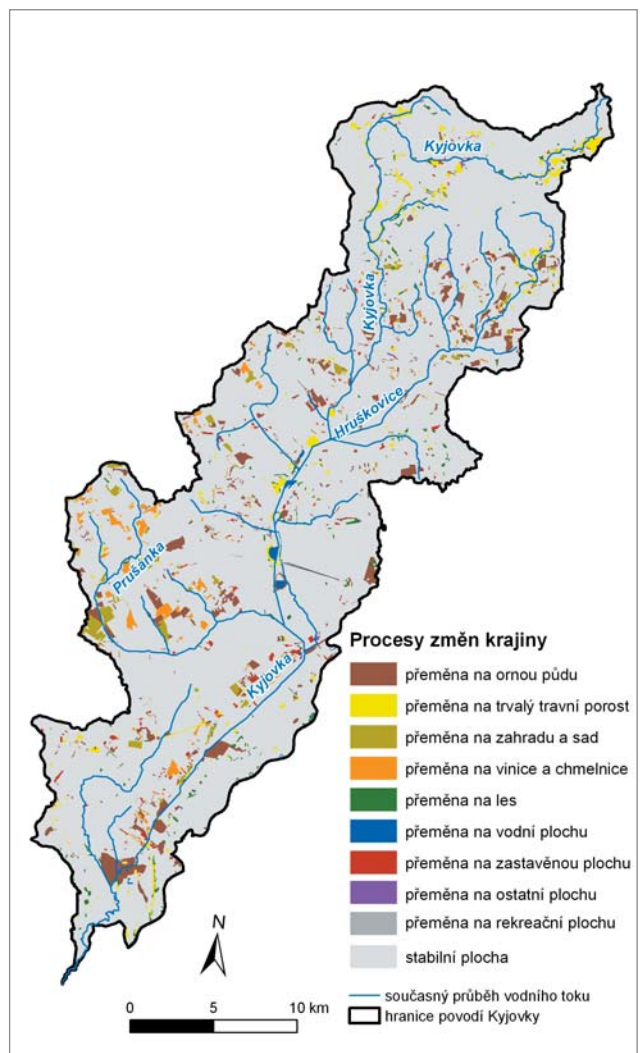 Kyjovka
Kyjovka
Hruškovice
Prušánka
Kyjovka
Procesy změn krajiny
přeměna na ornou půdu
přeměna na trvalý travní porost
přeměna na zahradu a sad
přeměna na vinice a chmelnice
přeměna na les
přeměna na vodní plochu
přeměna na zastavěnou plochu
přeměna na ostatní plochu
přeměna na rekreační plochu
stabilní plocha
současný průběh vodního toku
hranice povodí Kyjovky
N
0 5 10 km